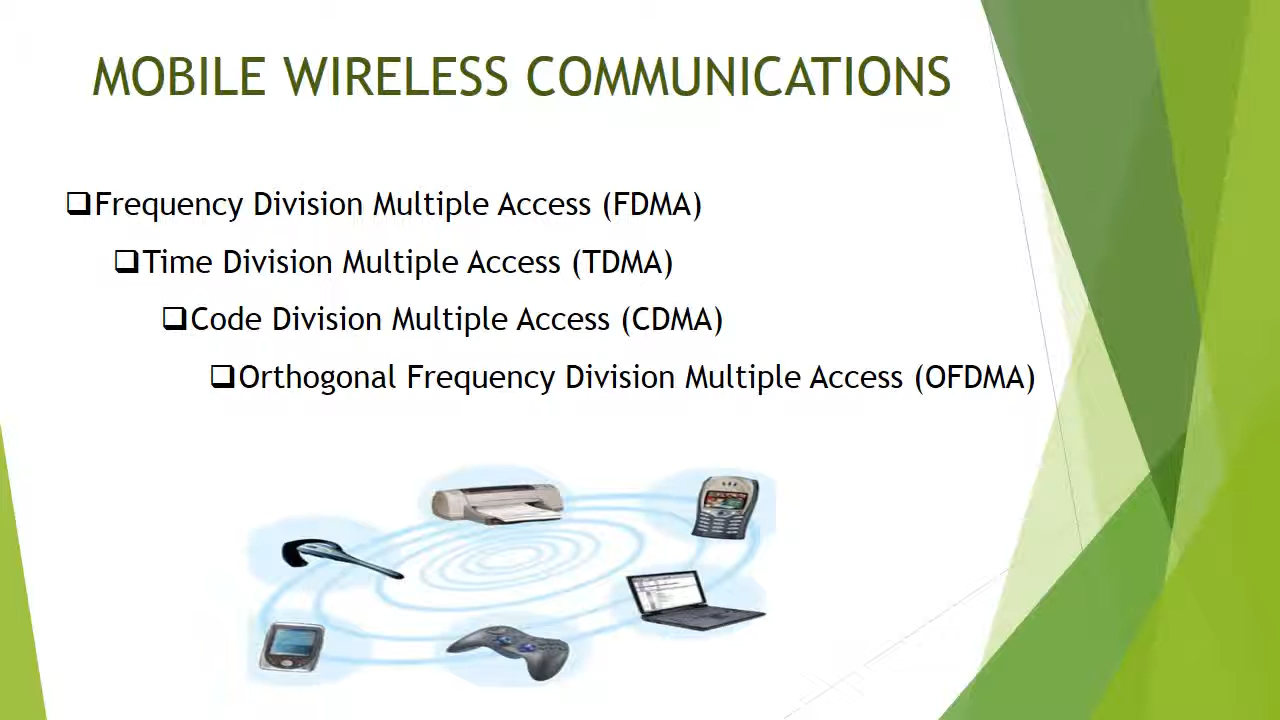 MOBILE WIRELESS COMMUNICATIONS
❑Frequency Division Multiple Access (FDMA)
❑Time Division Multiple Access (TDMA)
❑Code Division Multiple Access (CDMA)
❑Orthogonal Frequency Division Multiple Access (OFDMA)